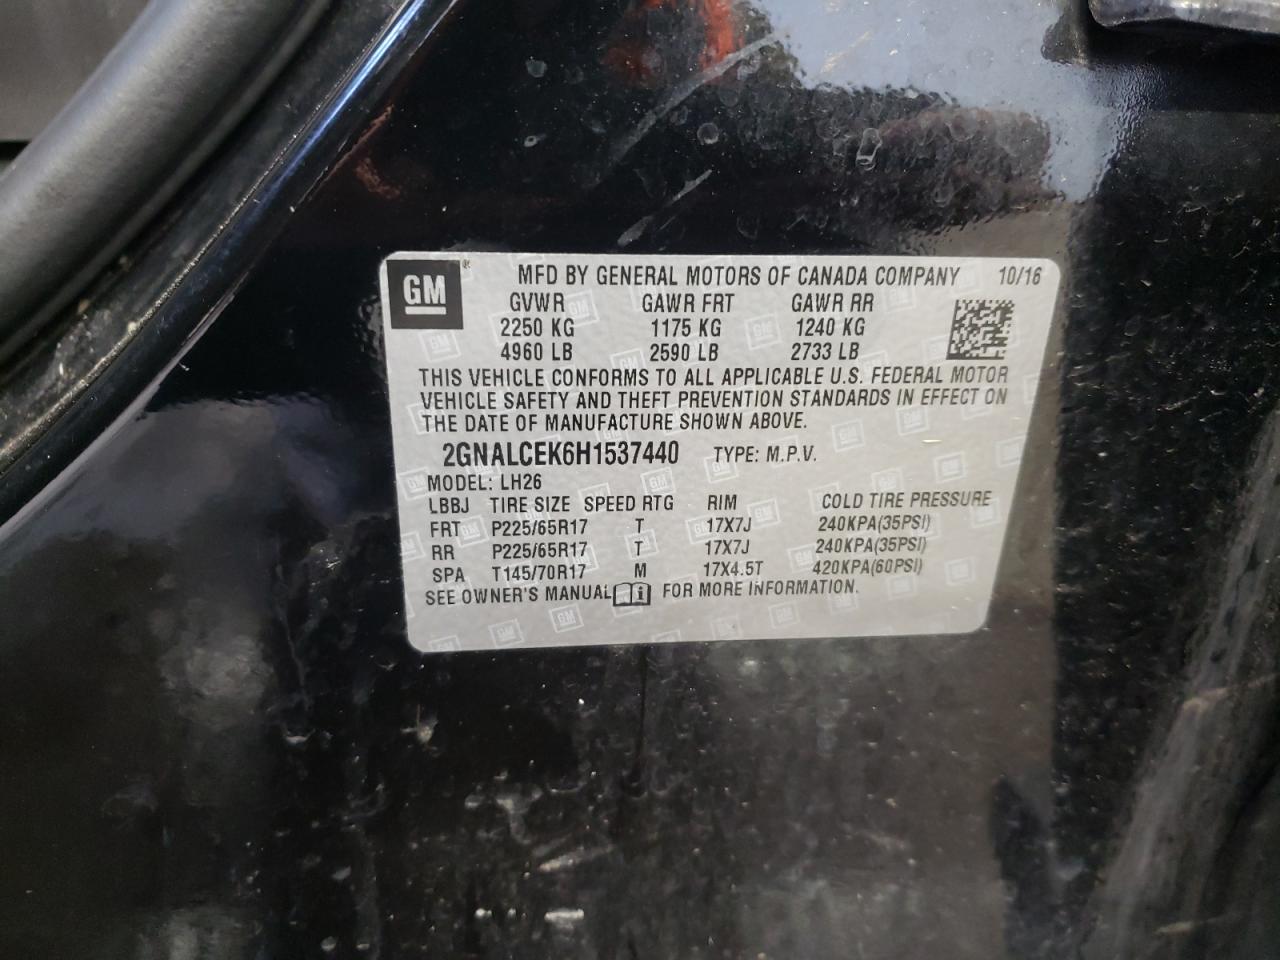 GM ® MFD BY GENERAL MOTORS OF CANADA COMPANY 10/16
GVWR GAWR FRT GAWR RR
2250 KG 1175 KG 1240 KG
4960 LB 2590 LB 2733 LB
THIS VEHICLE CONFORMS TO ALL APPLICABLE U.S. FEDERAL MOTOR
VEHICLE SAFETY AND THEFT PREVENTION STANDARDS IN EFFECT ON
THE DATE OF MANUFACTURE SHOWN ABOVE.
2GNALCEK6H1537440 TYPE: M.P.V.
MODEL: LH26
LBBJ TIRE SIZE SPEED RTG RIM COLD TIRE PRESSURE
FRT P225/65R17 T 17X7J 240KPA(35PSI)
RR P225/65R17 T 17X7J 240KPA(35PSI)
SPA T145/70R17 M 17X4.5T 420KPA(60PSI)
SEE OWNER'S MANUAL i FOR MORE INFORMATION.